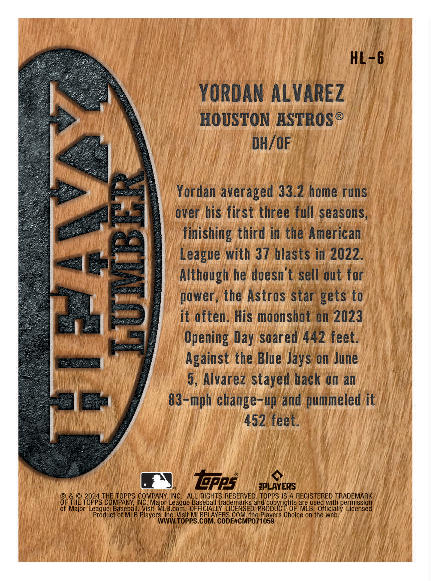 HL-6
YORDAN ALVAREZ
HOUSTON ASTROS®
DH/OF
HEAVY
LUMBER
Yordan averaged 33.2 home runs
over his first three full seasons,
finishing third in the American
League with 37 blasts in 2022.
Although he doesn't sell out for
power, the Astros star gets to
it often. His moonshot on 2023
Opening Day soared 442 feet.
Against the Blue Jays on June
5, Alvarez stayed back on an
83-mph change-up and pummeled it
452 feet.
Topps
PLAYERS
® & © 2024 THE TOPPS COMPANY, INC. ALL RIGHTS RESERVED. TOPPS IS A REGISTERED TRADEMARK
OF THE TOPPS COMPANY, INC. Major League Baseball trademarks and copyrights are used with permission
of Major League Baseball. Visit MLB.com. OFFICIALLY LICENSED PRODUCT OF MLB Officially Licensed
Product of MLB Players, Inc. Visit MLBPLAYERS.COM, the Players Choice on the web.
WWW.TOPPS.COM. CODE#CMP071059